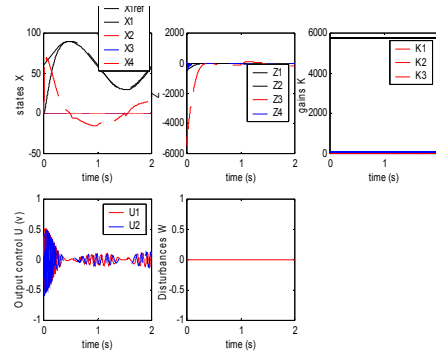 X1ref
X1
X2
X3
X4
100
50
0
-50
0
1
2
states X
time (s)
2000
0
-2000
-4000
-6000
0
1
2
Z
time (s)
Z1
Z2
Z3
Z4
6000
4000
2000
0
0
1
gains K
time (s)
K1
K2
K3
1
0.5
0
-0.5
-1
0
1
2
Output control U (v)
time (s)
U1
U2
1
0.5
0
-0.5
-1
0
1
2
Disturbances W
time (s)